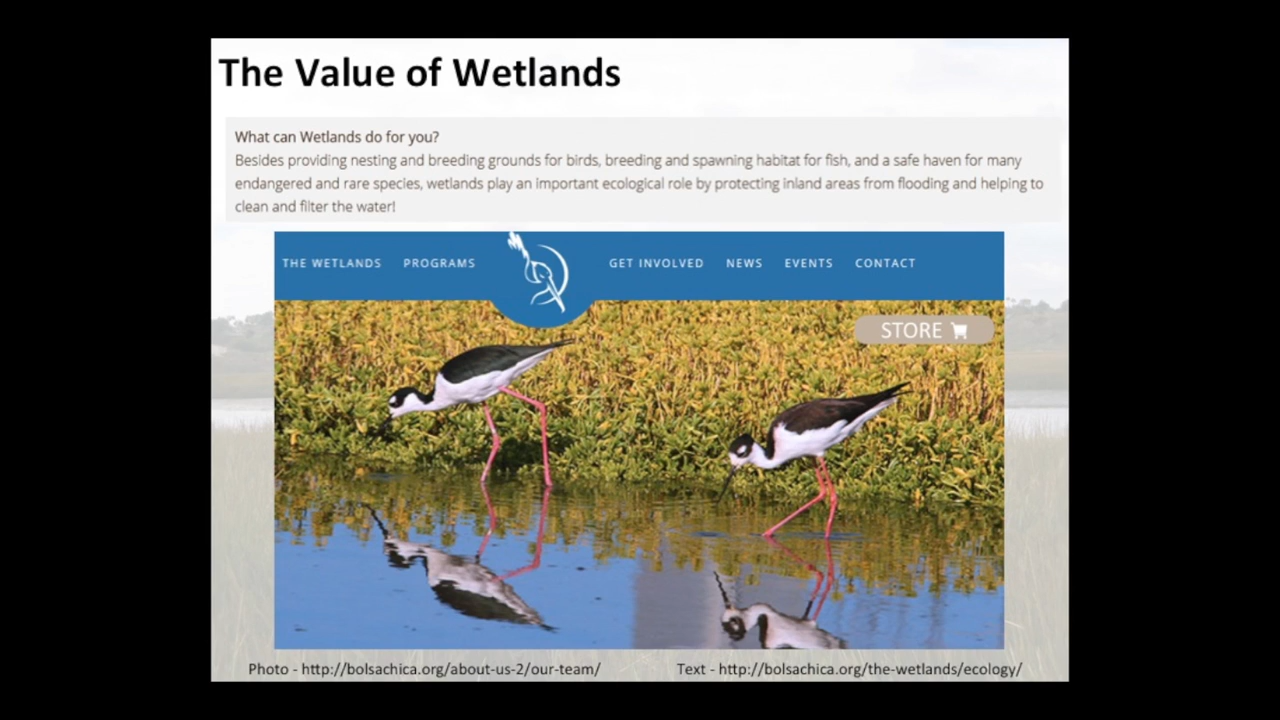 The Value of Wetlands
What can Wetlands do for you?
Besides providing nesting and breeding grounds for birds, breeding and spawning habitat for fish, and a safe haven for many
endangered and rare species, wetlands play an important ecological role by protecting inland areas from flooding and helping to
clean and filter the water!
THE WETLANDS PROGRAMS GET INVOLVED NEWS EVENTS CONTACT
STORE
Photo - http://bolsachica.org/about-us-2/our-team/ Text - http://bolsachica.org/the-wetlands/ecology/